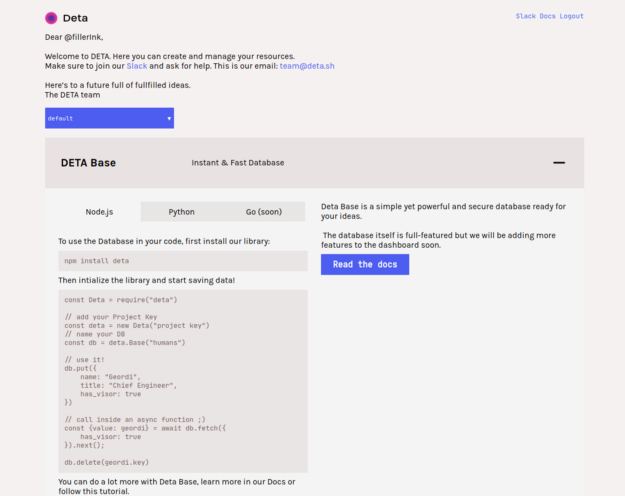 Deta
Slack Docs Logout
Dear @fillerInk,
Welcome to DETA. Here you can create and manage your resources.
Make sure to join our Slack and ask for help. This is our email: team@deta.sh
Here's to a future full of fullfilled ideas.
The DETA team
default
DETA Base
Instant & Fast Database
Node.js
Python
Go (soon)
To use the Database in your code, first install our library:
npm install deta
Then intialize the library and start saving data!
const Deta = require("deta")
// add your Project Key
const deta = new Deta("project key")
// name your DB
const db = deta.Base("humans")
// use it!
db.put({
    name: "Geordi",
    title: "Chief Engineer",
    has_visor: true
})
// call inside an async function ;)
const {value: geordi} = await db.fetch({
    has_visor: true
}).next();
db.delete(geordi.key)
You can do a lot more with Deta Base, learn more in our Docs or
follow this tutorial.
Deta Base is a simple yet powerful and secure database ready for
your ideas.
The database itself is full-featured but we will be adding more
features to the dashboard soon.
Read the docs